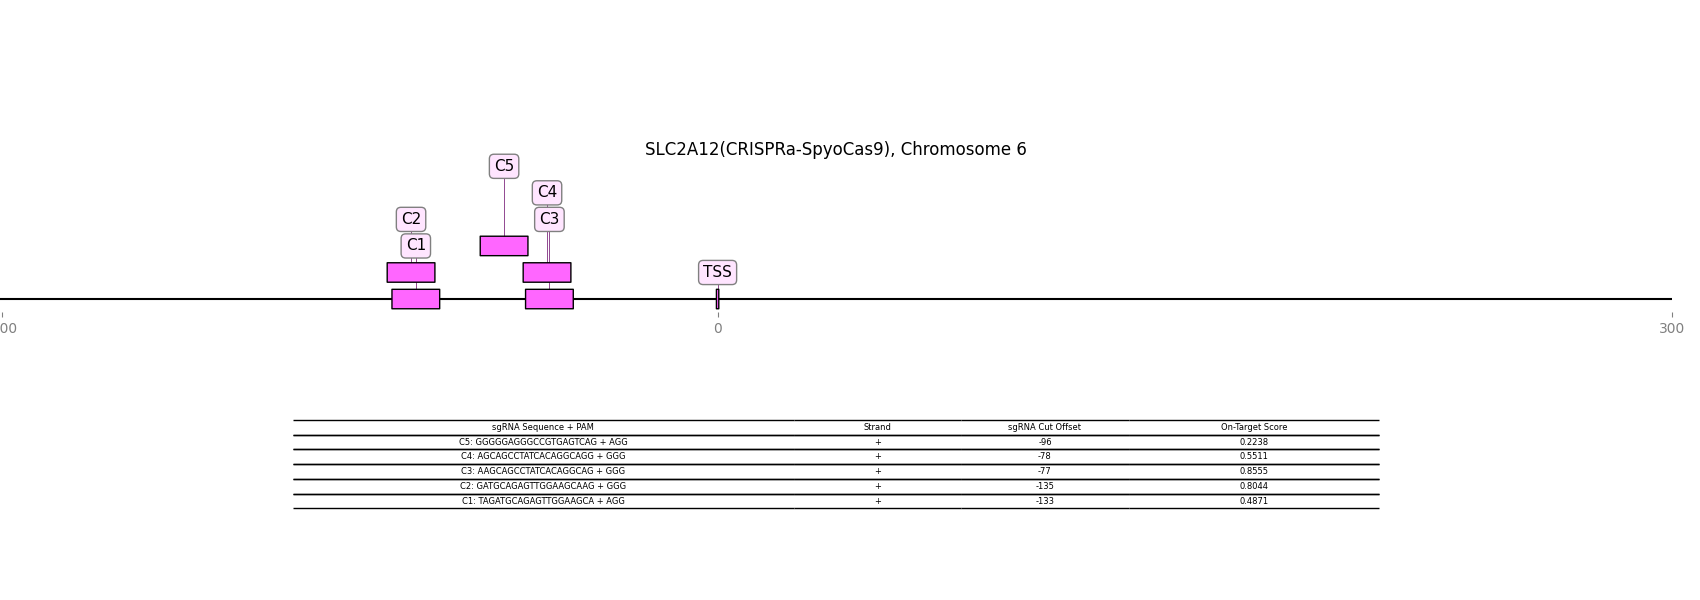 SLC2A12(CRISPRa-SpyoCas9), Chromosome 6
C5
C4
C2 C3
C1
TSS
00 0 300
sgRNA Sequence + PAM Strand sgRNA Cut Offset On-Target Score
C5: GGGGGAGGGCCGTGAGTCAG + AGG + -96 0.2238
C4: AGCAGCCTATCACAGGCAGG + GGG + -78 0.5511
C3: AAGCAGCCTATCACAGGCAG + GGG + -77 0.8555
C2: GATGCAGAGTTGGAAGCAAG + GGG + -135 0.8044
C1: TAGATGCAGAGTTGGAAGCA + AGG + -133 0.4871